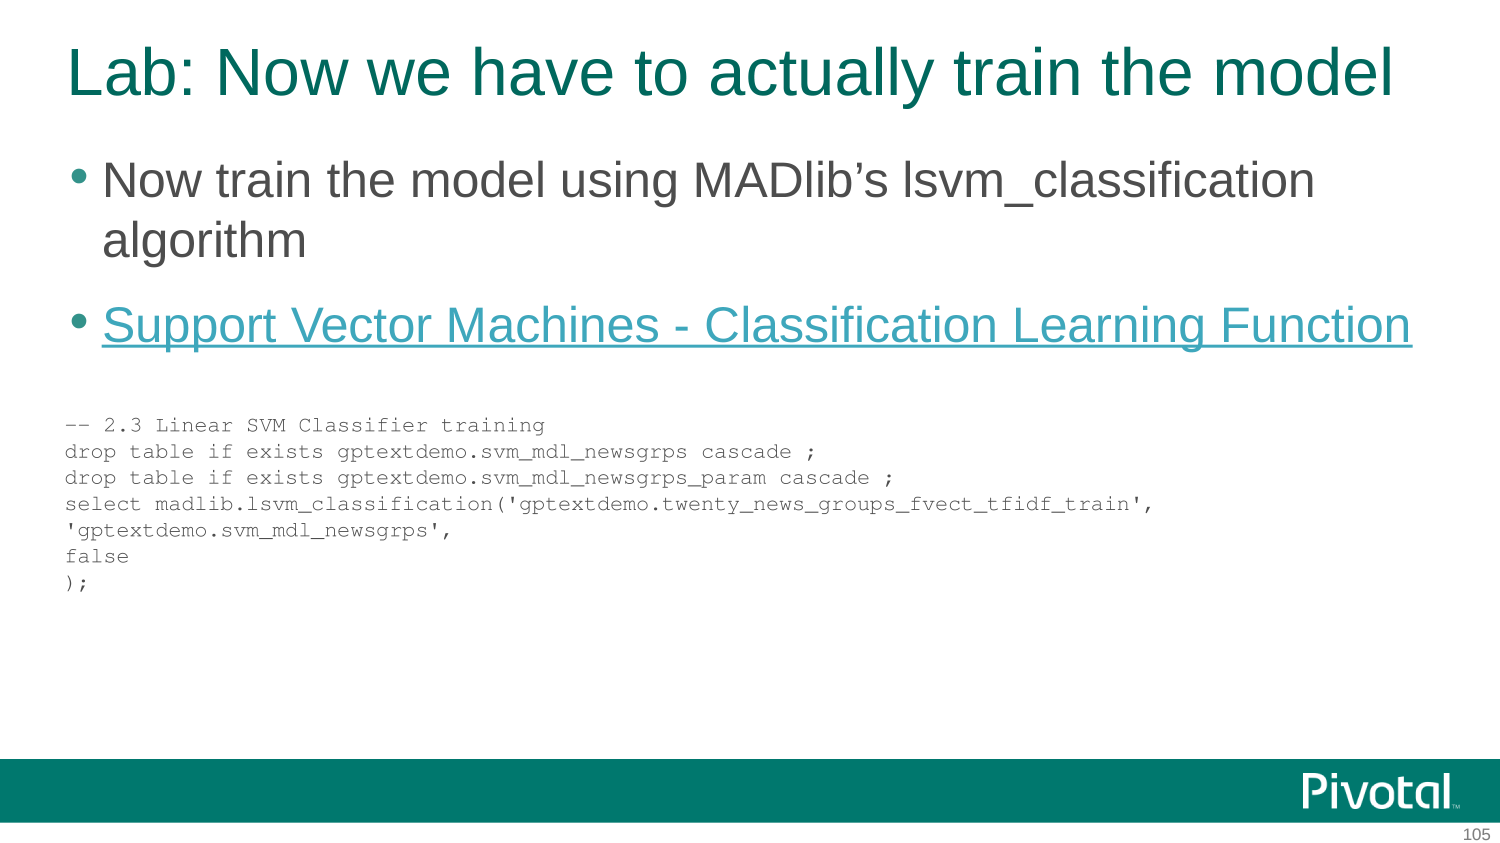 Lab: Now we have to actually train the model
• Now train the model using MADlib’s lsvm_classification
algorithm
• Support Vector Machines - Classification Learning Function
-- 2.3 Linear SVM Classifier training
drop table if exists gptextdemo.svm_mdl_newsgrps cascade ;
drop table if exists gptextdemo.svm_mdl_newsgrps_param cascade ;
select madlib.lsvm_classification('gptextdemo.twenty_news_groups_fvect_tfidf_train',
'gptextdemo.svm_mdl_newsgrps',
false
);
Pivotal™
105